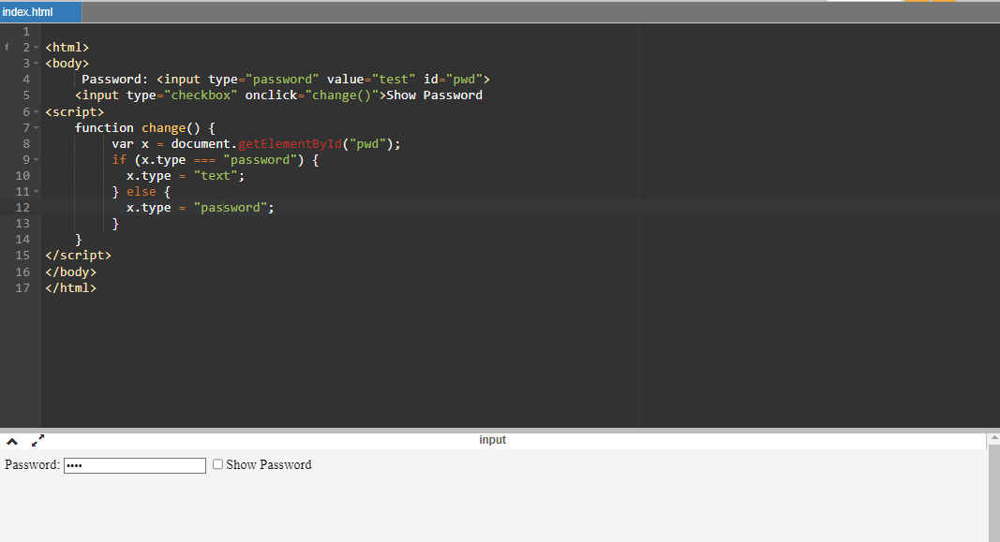 index.html
1
i 2 <html>
3 <body>
4 Password: <input type="password" value="test" id="pwd">
5 <input type="checkbox" onclick="change()">Show Password
6 <script>
7 function change() {
8 var x = document.getElementById("pwd");
9 if (x.type === "password") {
10 x.type = "text";
11 } else {
12 x.type = "password";
13 }
14 }
15 </script>
16 </body>
17 </html>
input
Password: •••• Show Password